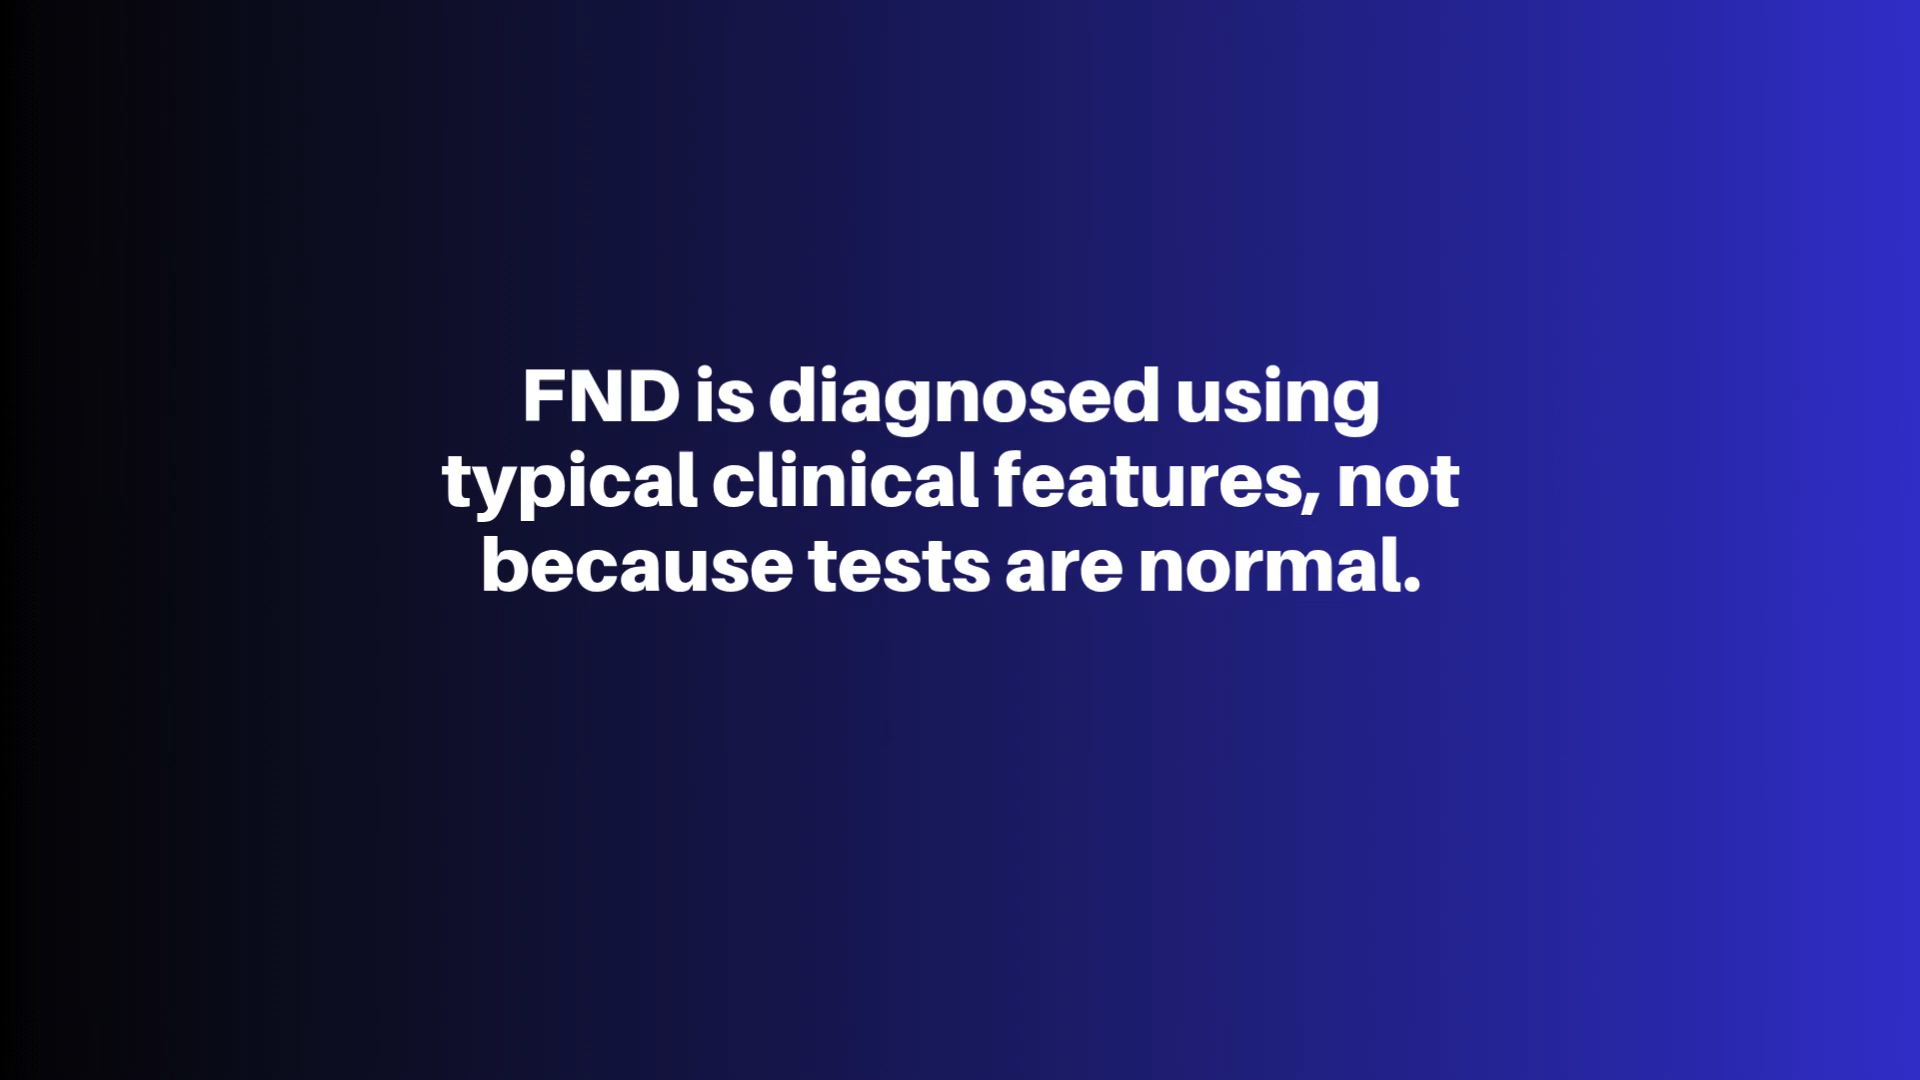 FND is diagnosed using
typical clinical features, not
because tests are normal.